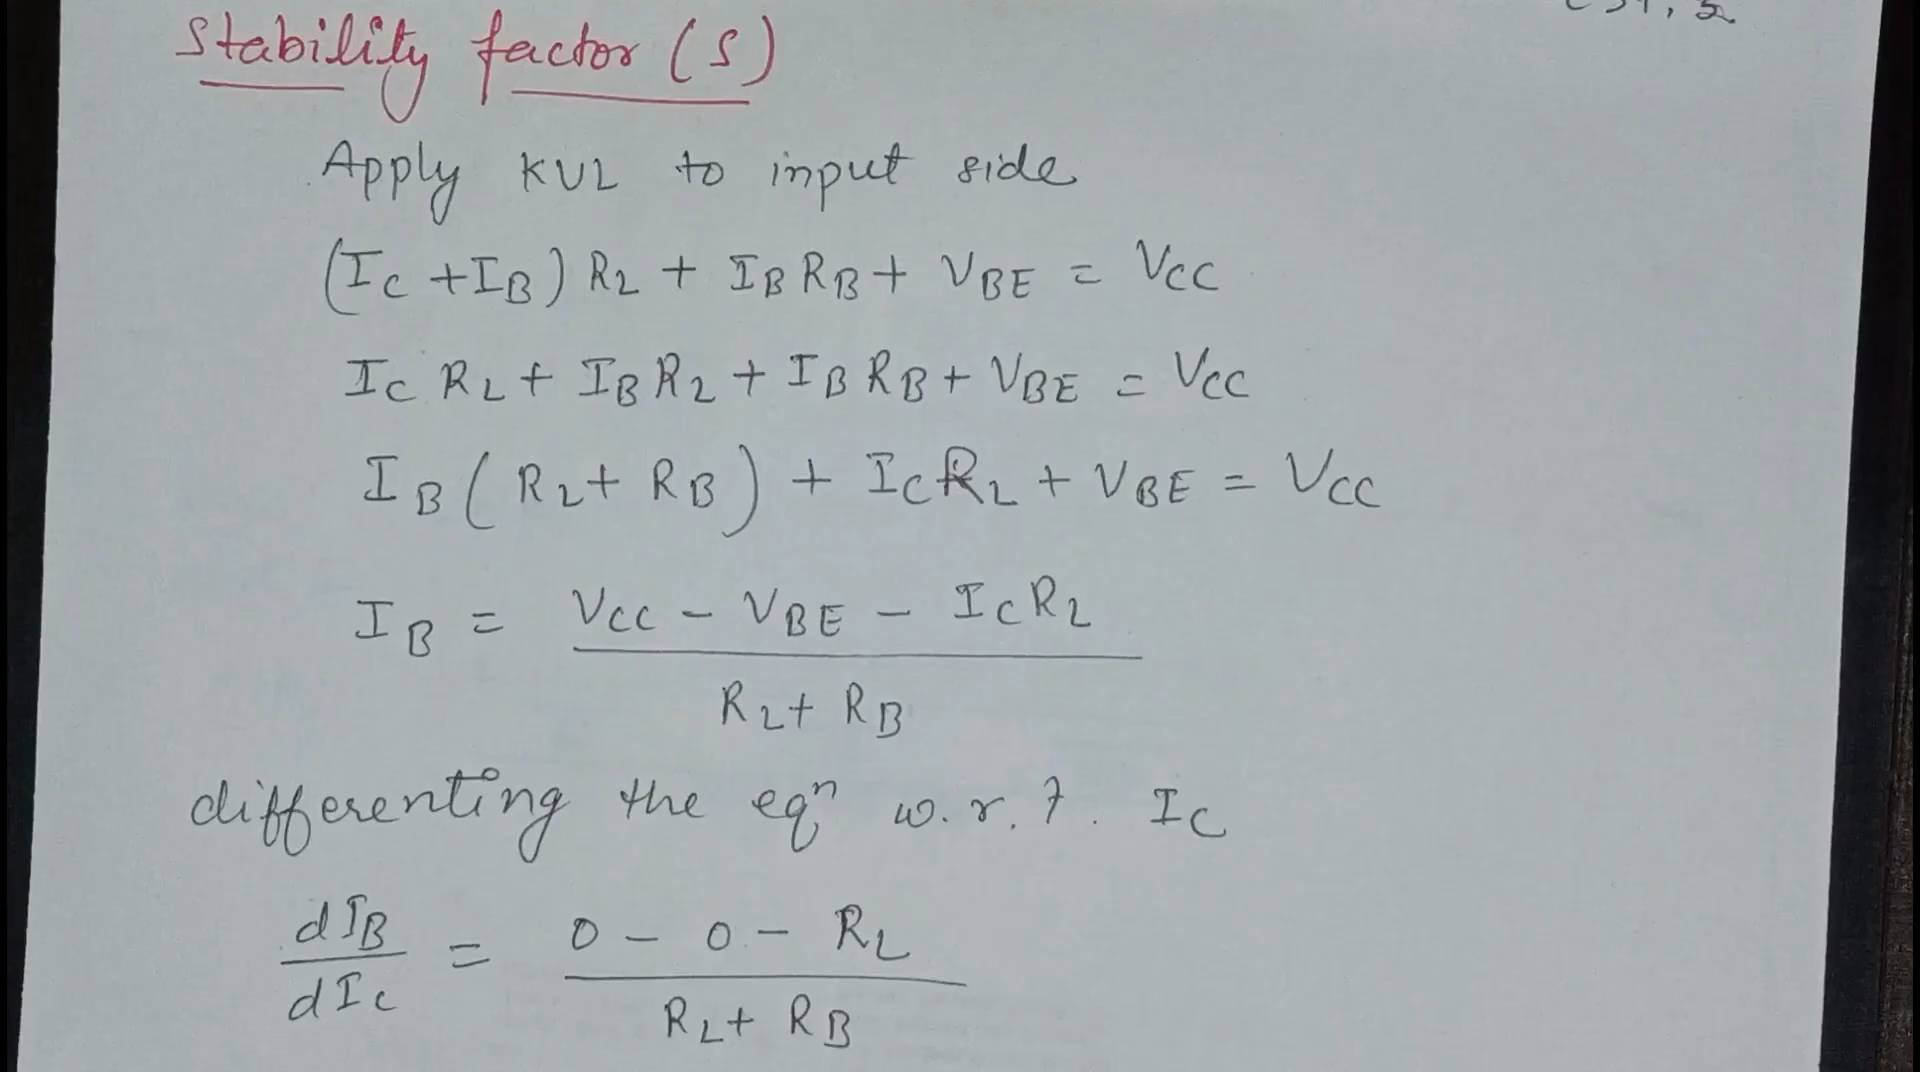 Stability factor (S)
Apply KVL to input side
(IC + IB) RL + IB RB + VBE = VCC
IC RL + IB RL + IB RB + VBE = VCC
IB (RL + RB) + IC RL + VBE = VCC
IB = VCC - VBE - IC RL
RL + RB
differenting the eqn w.r.t. IC
dIB = 0 - 0 - RL
dIC RL + RB